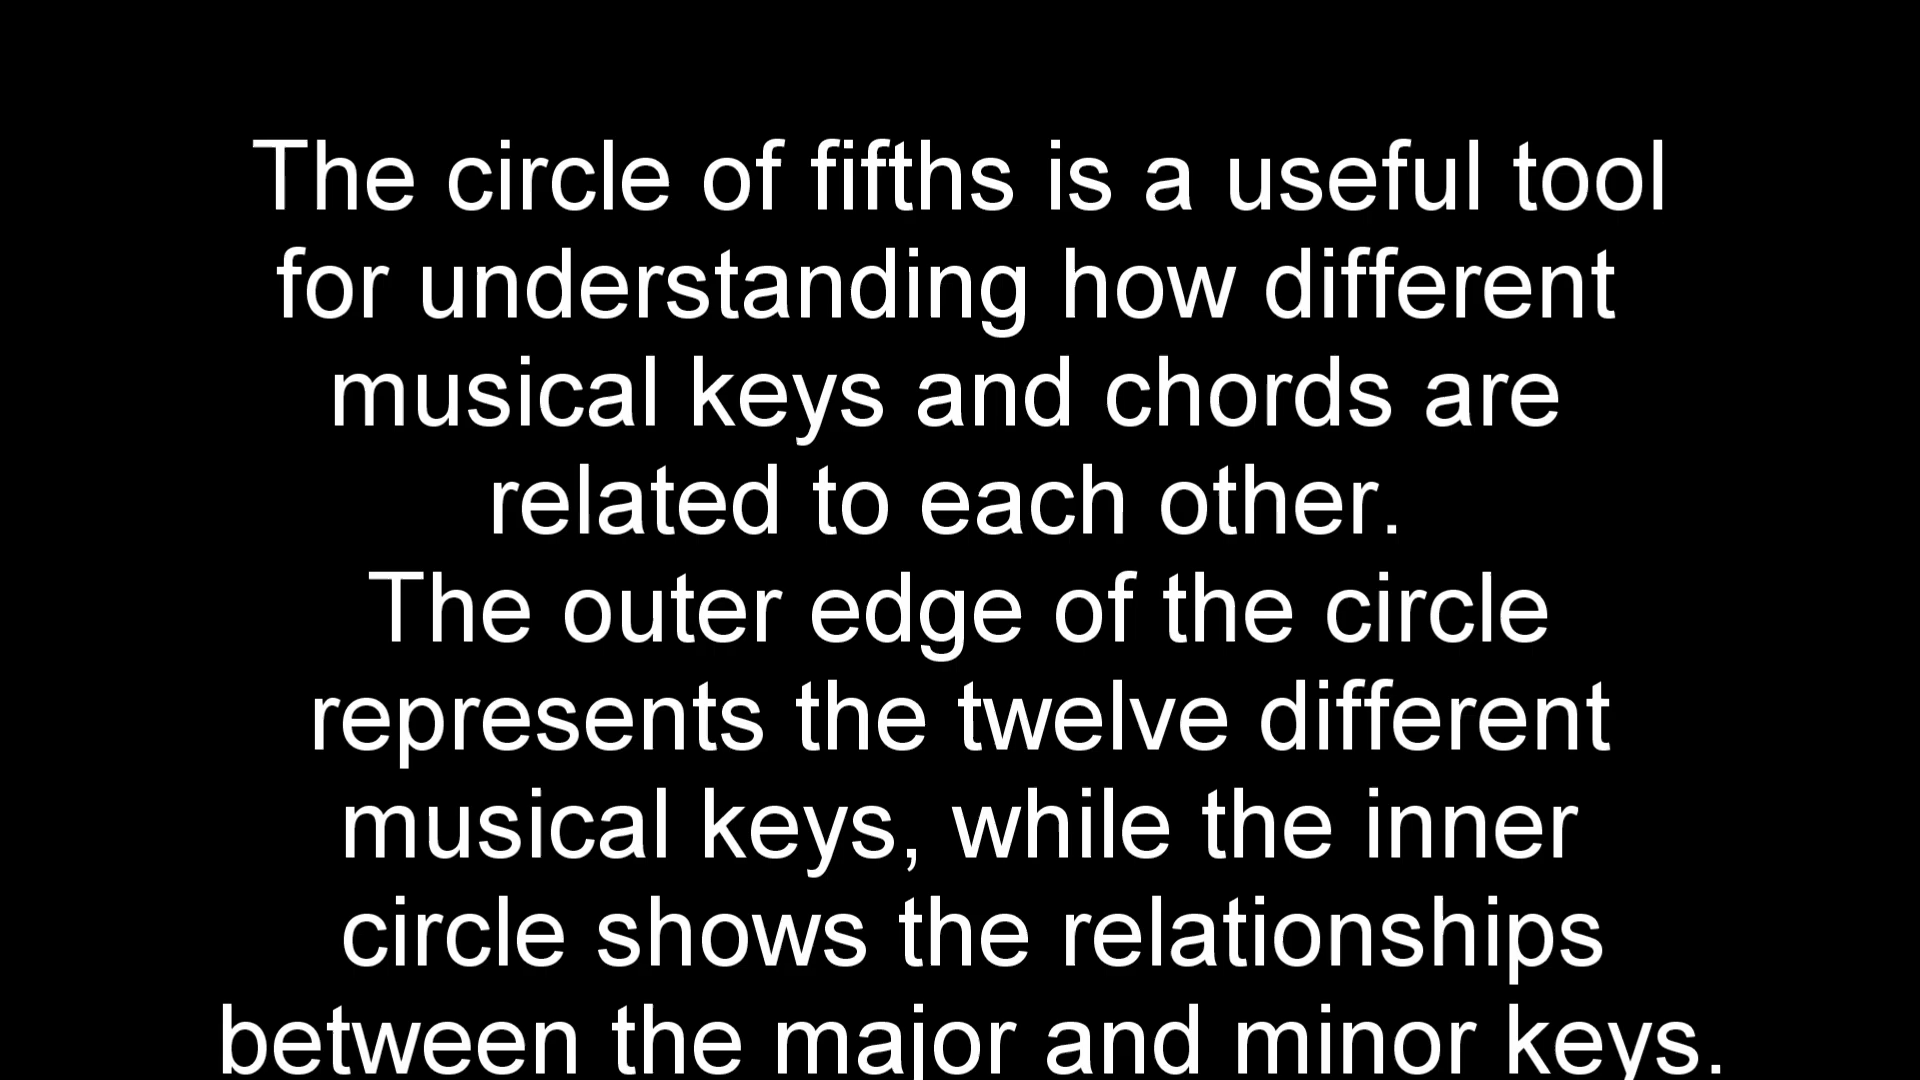 The circle of fifths is a useful tool
for understanding how different
musical keys and chords are
related to each other.
The outer edge of the circle
represents the twelve different
musical keys, while the inner
circle shows the relationships
between the major and minor keys.